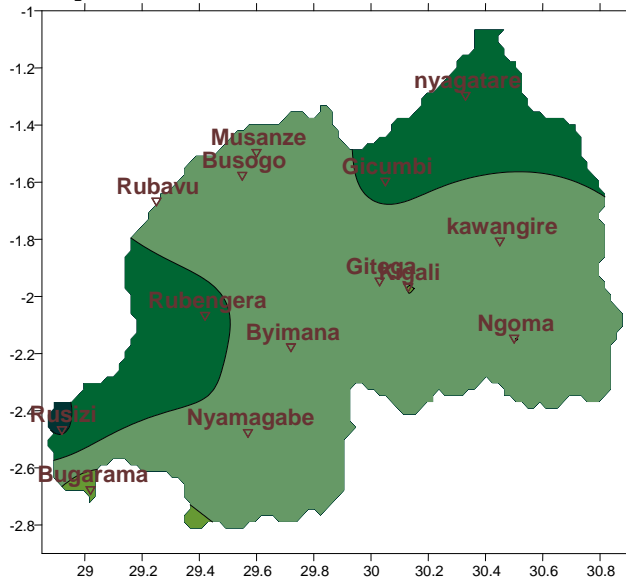 -1
-1.2
nyagatare
-1.4
Musanze
Busogo
Gicumbi
-1.6
Rubavu
kawangire
-1.8
Gitega
Kigali
-2
Rubengera
Ngoma
Byimana
-2.2
-2.4
Rusizi
Nyamagabe
-2.6
Bugarama
-2.8
29 29.2 29.4 29.6 29.8 30 30.2 30.4 30.6 30.8